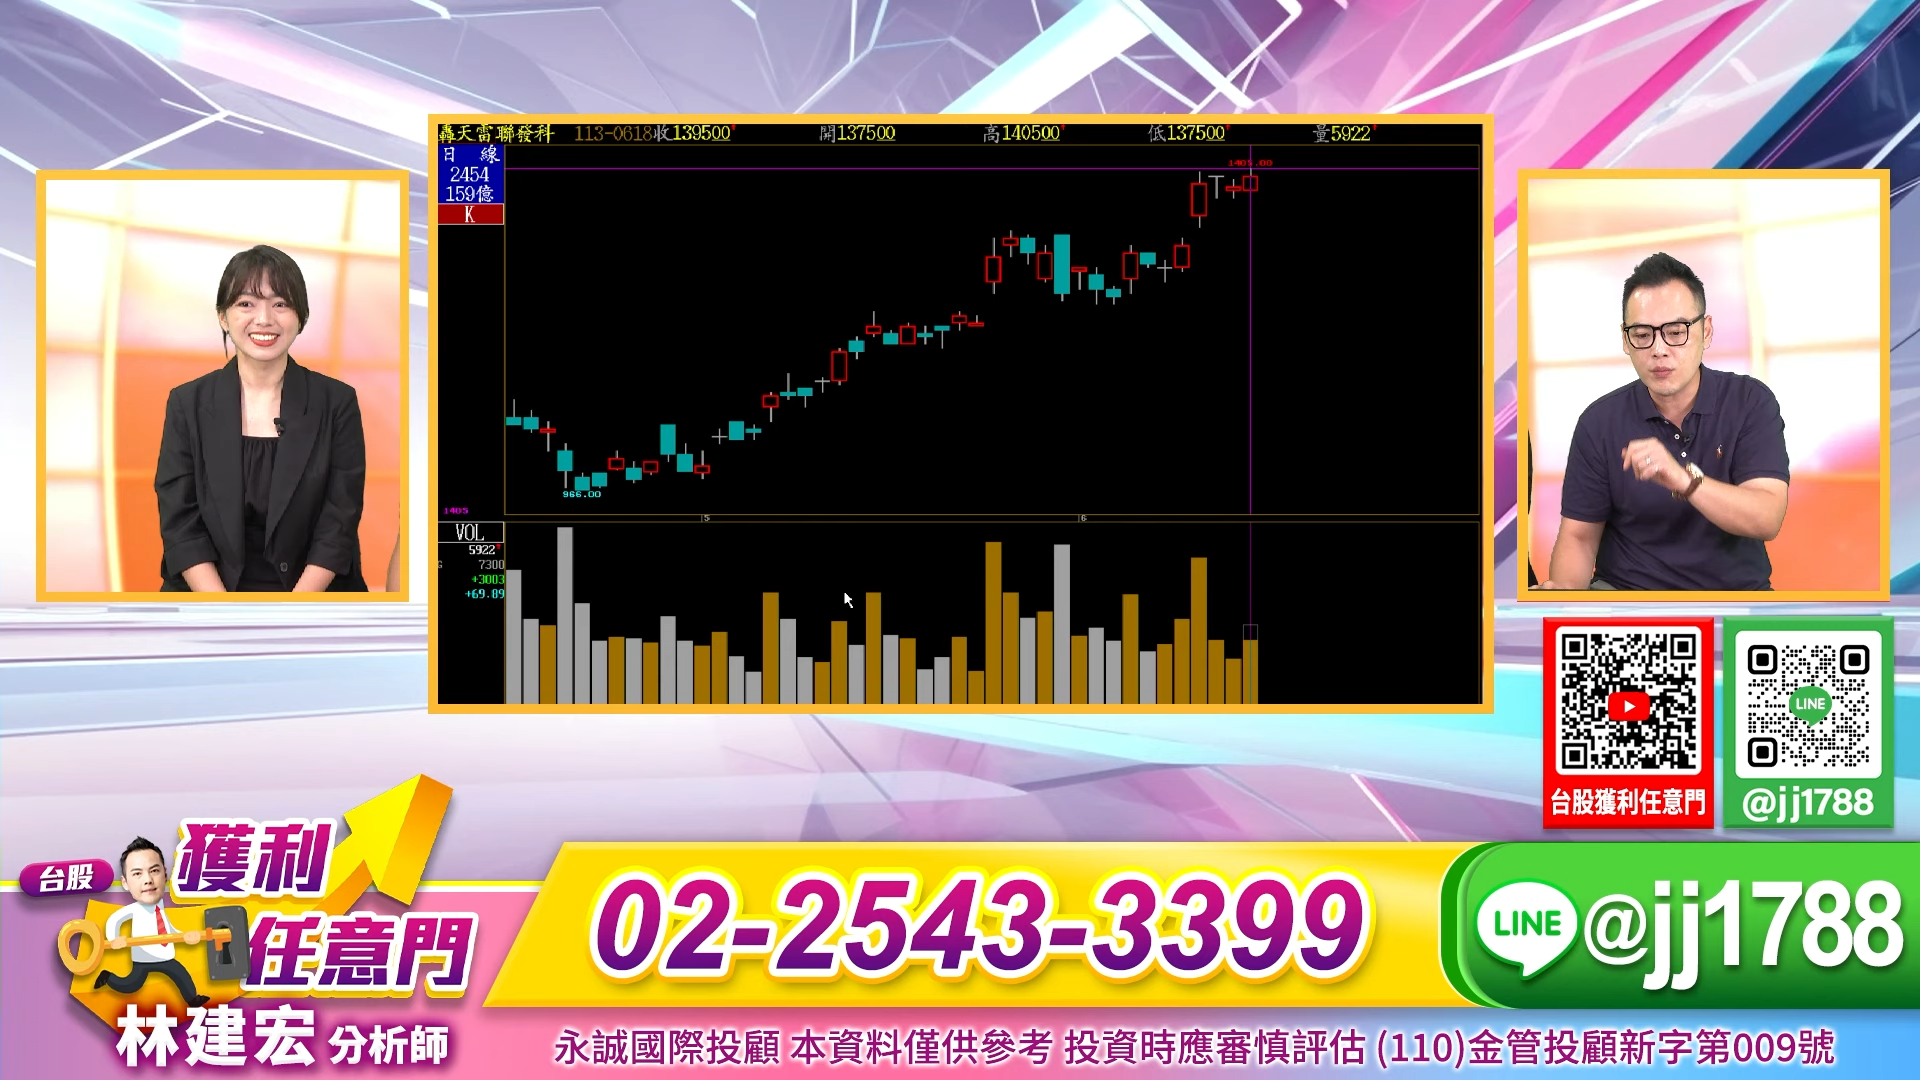 轟天雷聯發科 113-0618收139500 開137500 高140500 低137500 量5922
日 線
2454
159億
K
1405.00
966.00
1405
5
6
VOL
5922
7300
+3003
+69.89
台股獲利任意門
LINE
@jj1788
台股
獲利
任意門
林建宏 分析師
02-2543-3399
LINE @jj1788
永誠國際投顧 本資料僅供參考 投資時應審慎評估 (110)金管投顧新字第009號